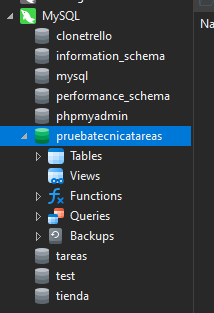 MySQL
clonetrello
information_schema
mysql
performance_schema
phpmyadmin
pruebatecnicatareas
Tables
Views
Functions
Queries
Backups
tareas
test
tienda